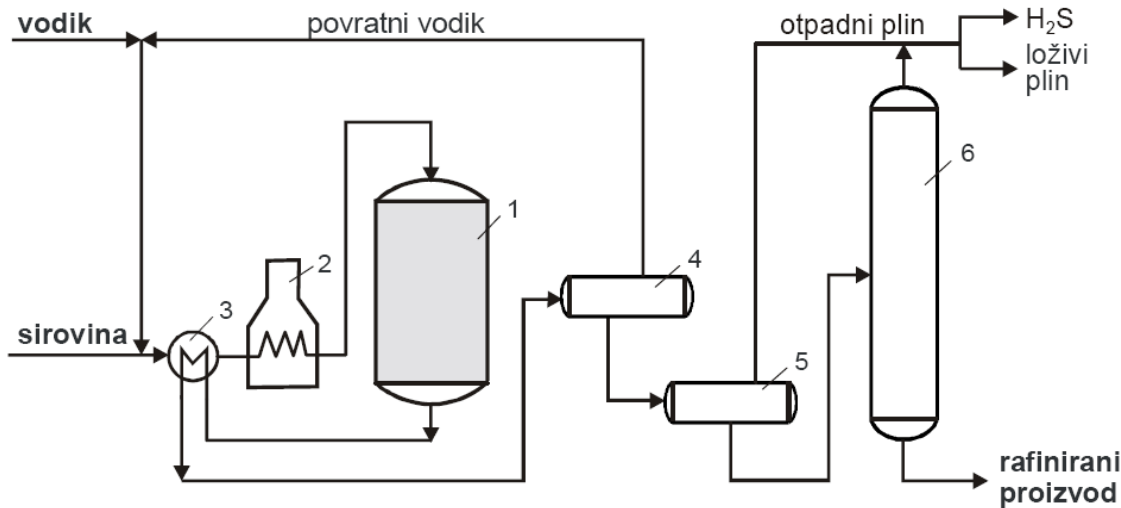 vodik
povratni vodik
otpadni plin
H₂S
loživi
plin
6
1
2
4
3
sirovina
5
rafinirani
proizvod